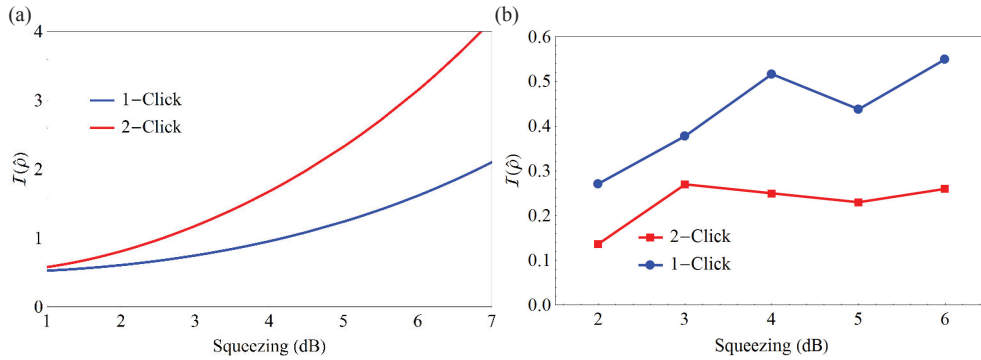 (a)
4
3
2
1
0
I(ρ̂)
1−Click
2−Click
1 2 3 4 5 6 7
Squeezing (dB)
(b)
0.6
0.5
0.4
0.3
0.2
0.1
0.0
I(ρ̂)
2−Click
1−Click
2 3 4 5 6
Squeezing (dB)